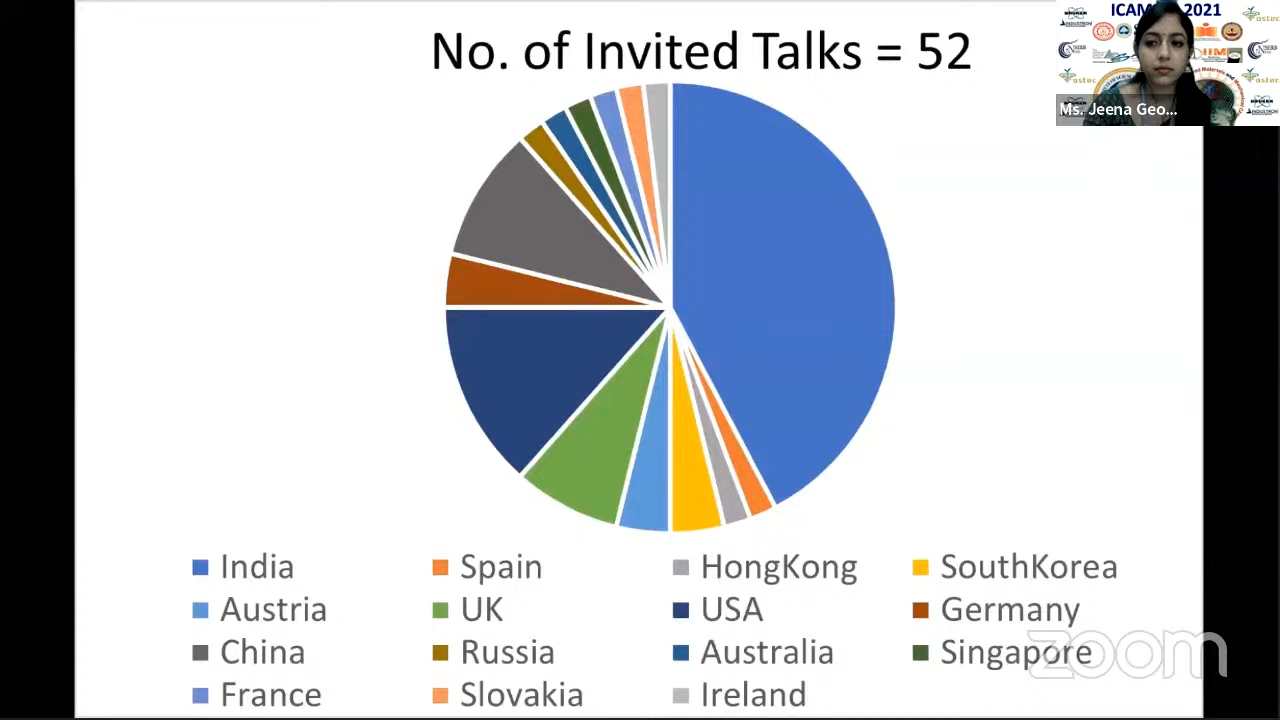 No. of Invited Talks = 52
ICAM 2021
Ms. Jeena Geo...
India
Spain
HongKong
SouthKorea
Austria
UK
USA
Germany
China
Russia
Australia
Singapore
France
Slovakia
Ireland
zoom